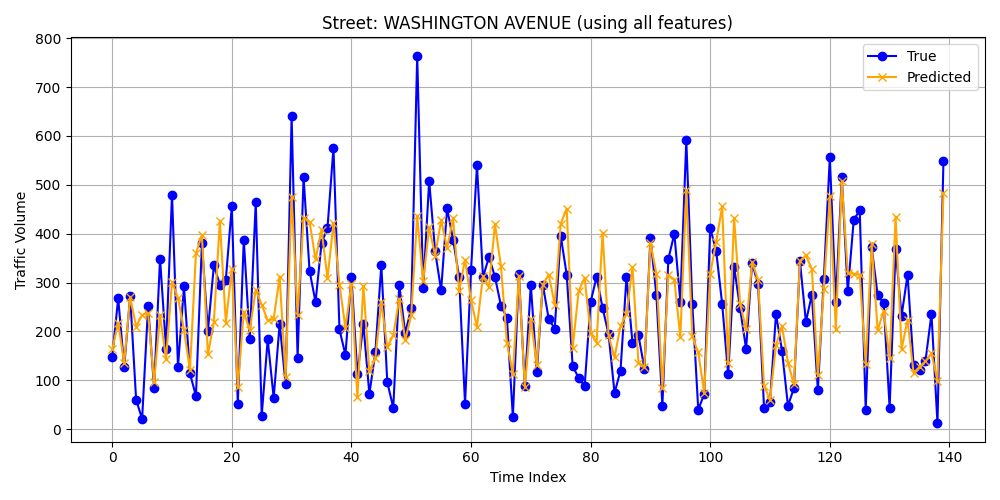 Street: WASHINGTON AVENUE (using all features)
True
Predicted
Traffic Volume
800
700
600
500
400
300
200
100
0
0 20 40 60 80 100 120 140
Time Index